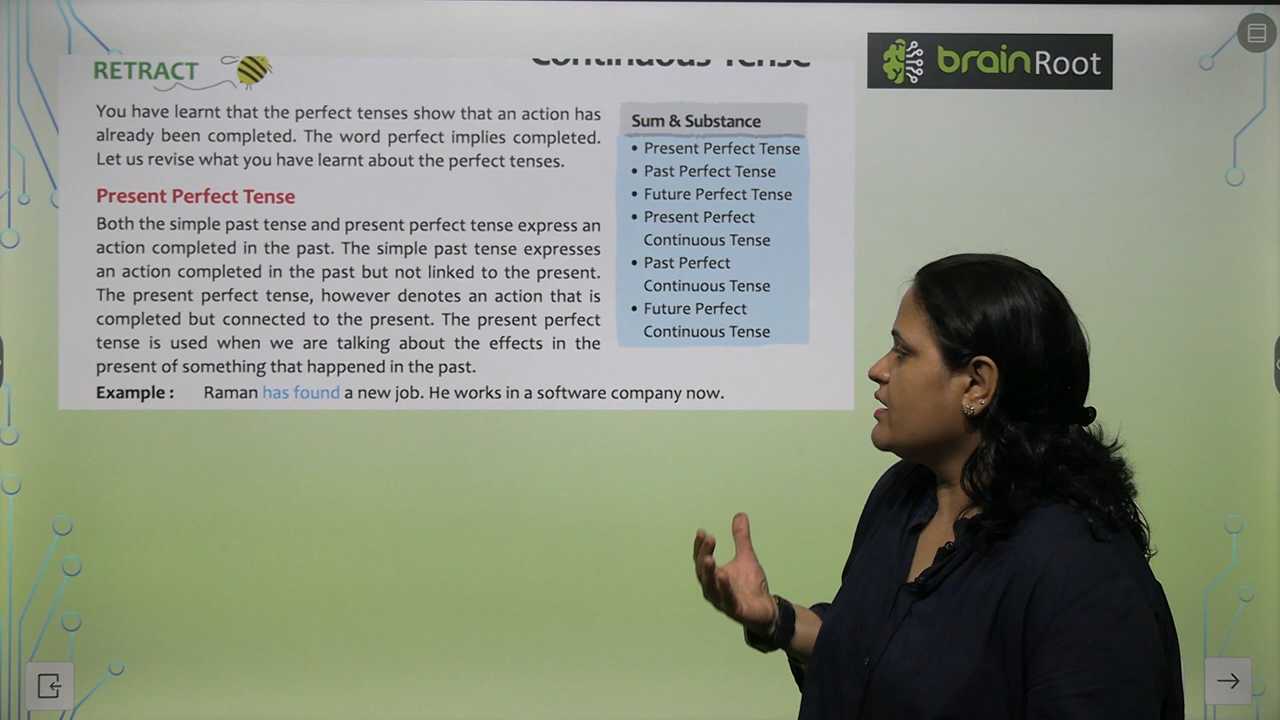 Continuous Tense
brainRoot
RETRACT
You have learnt that the perfect tenses show that an action has
already been completed. The word perfect implies completed.
Let us revise what you have learnt about the perfect tenses.
Present Perfect Tense
Both the simple past tense and present perfect tense express an
action completed in the past. The simple past tense expresses
an action completed in the past but not linked to the present.
The present perfect tense, however denotes an action that is
completed but connected to the present. The present perfect
tense is used when we are talking about the effects in the
present of something that happened in the past.
Example : Raman has found a new job. He works in a software company now.
Sum & Substance
• Present Perfect Tense
• Past Perfect Tense
• Future Perfect Tense
• Present Perfect
Continuous Tense
• Past Perfect
Continuous Tense
• Future Perfect
Continuous Tense